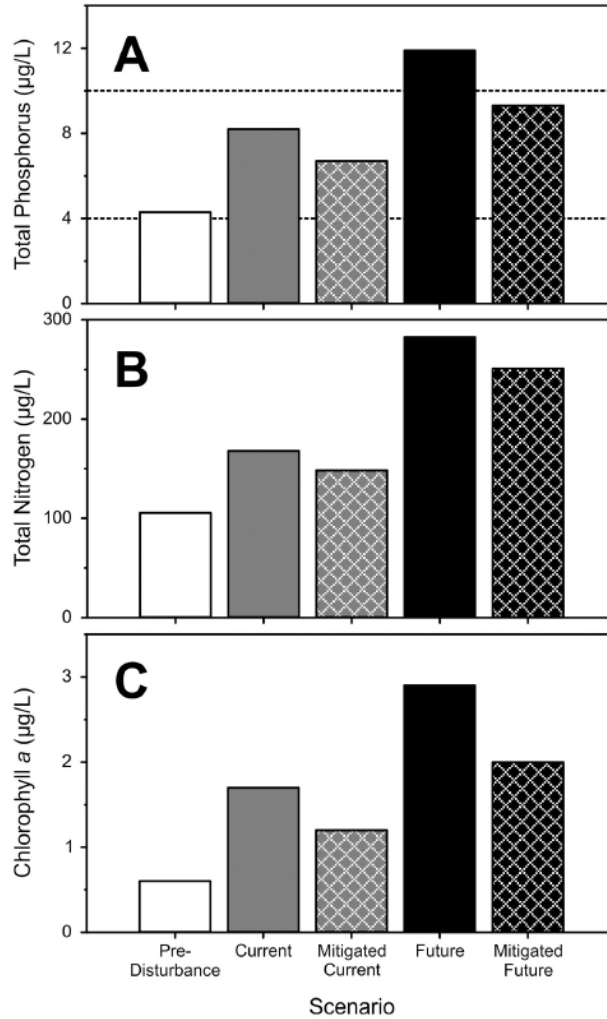 A
Total Phosphorus (µg/L)
12
8
4
0
B
Total Nitrogen (µg/L)
300
200
100
0
C
Chlorophyll a (µg/L)
3
2
1
0
Pre-
Disturbance
Current
Mitigated
Current
Future
Mitigated
Future
Scenario